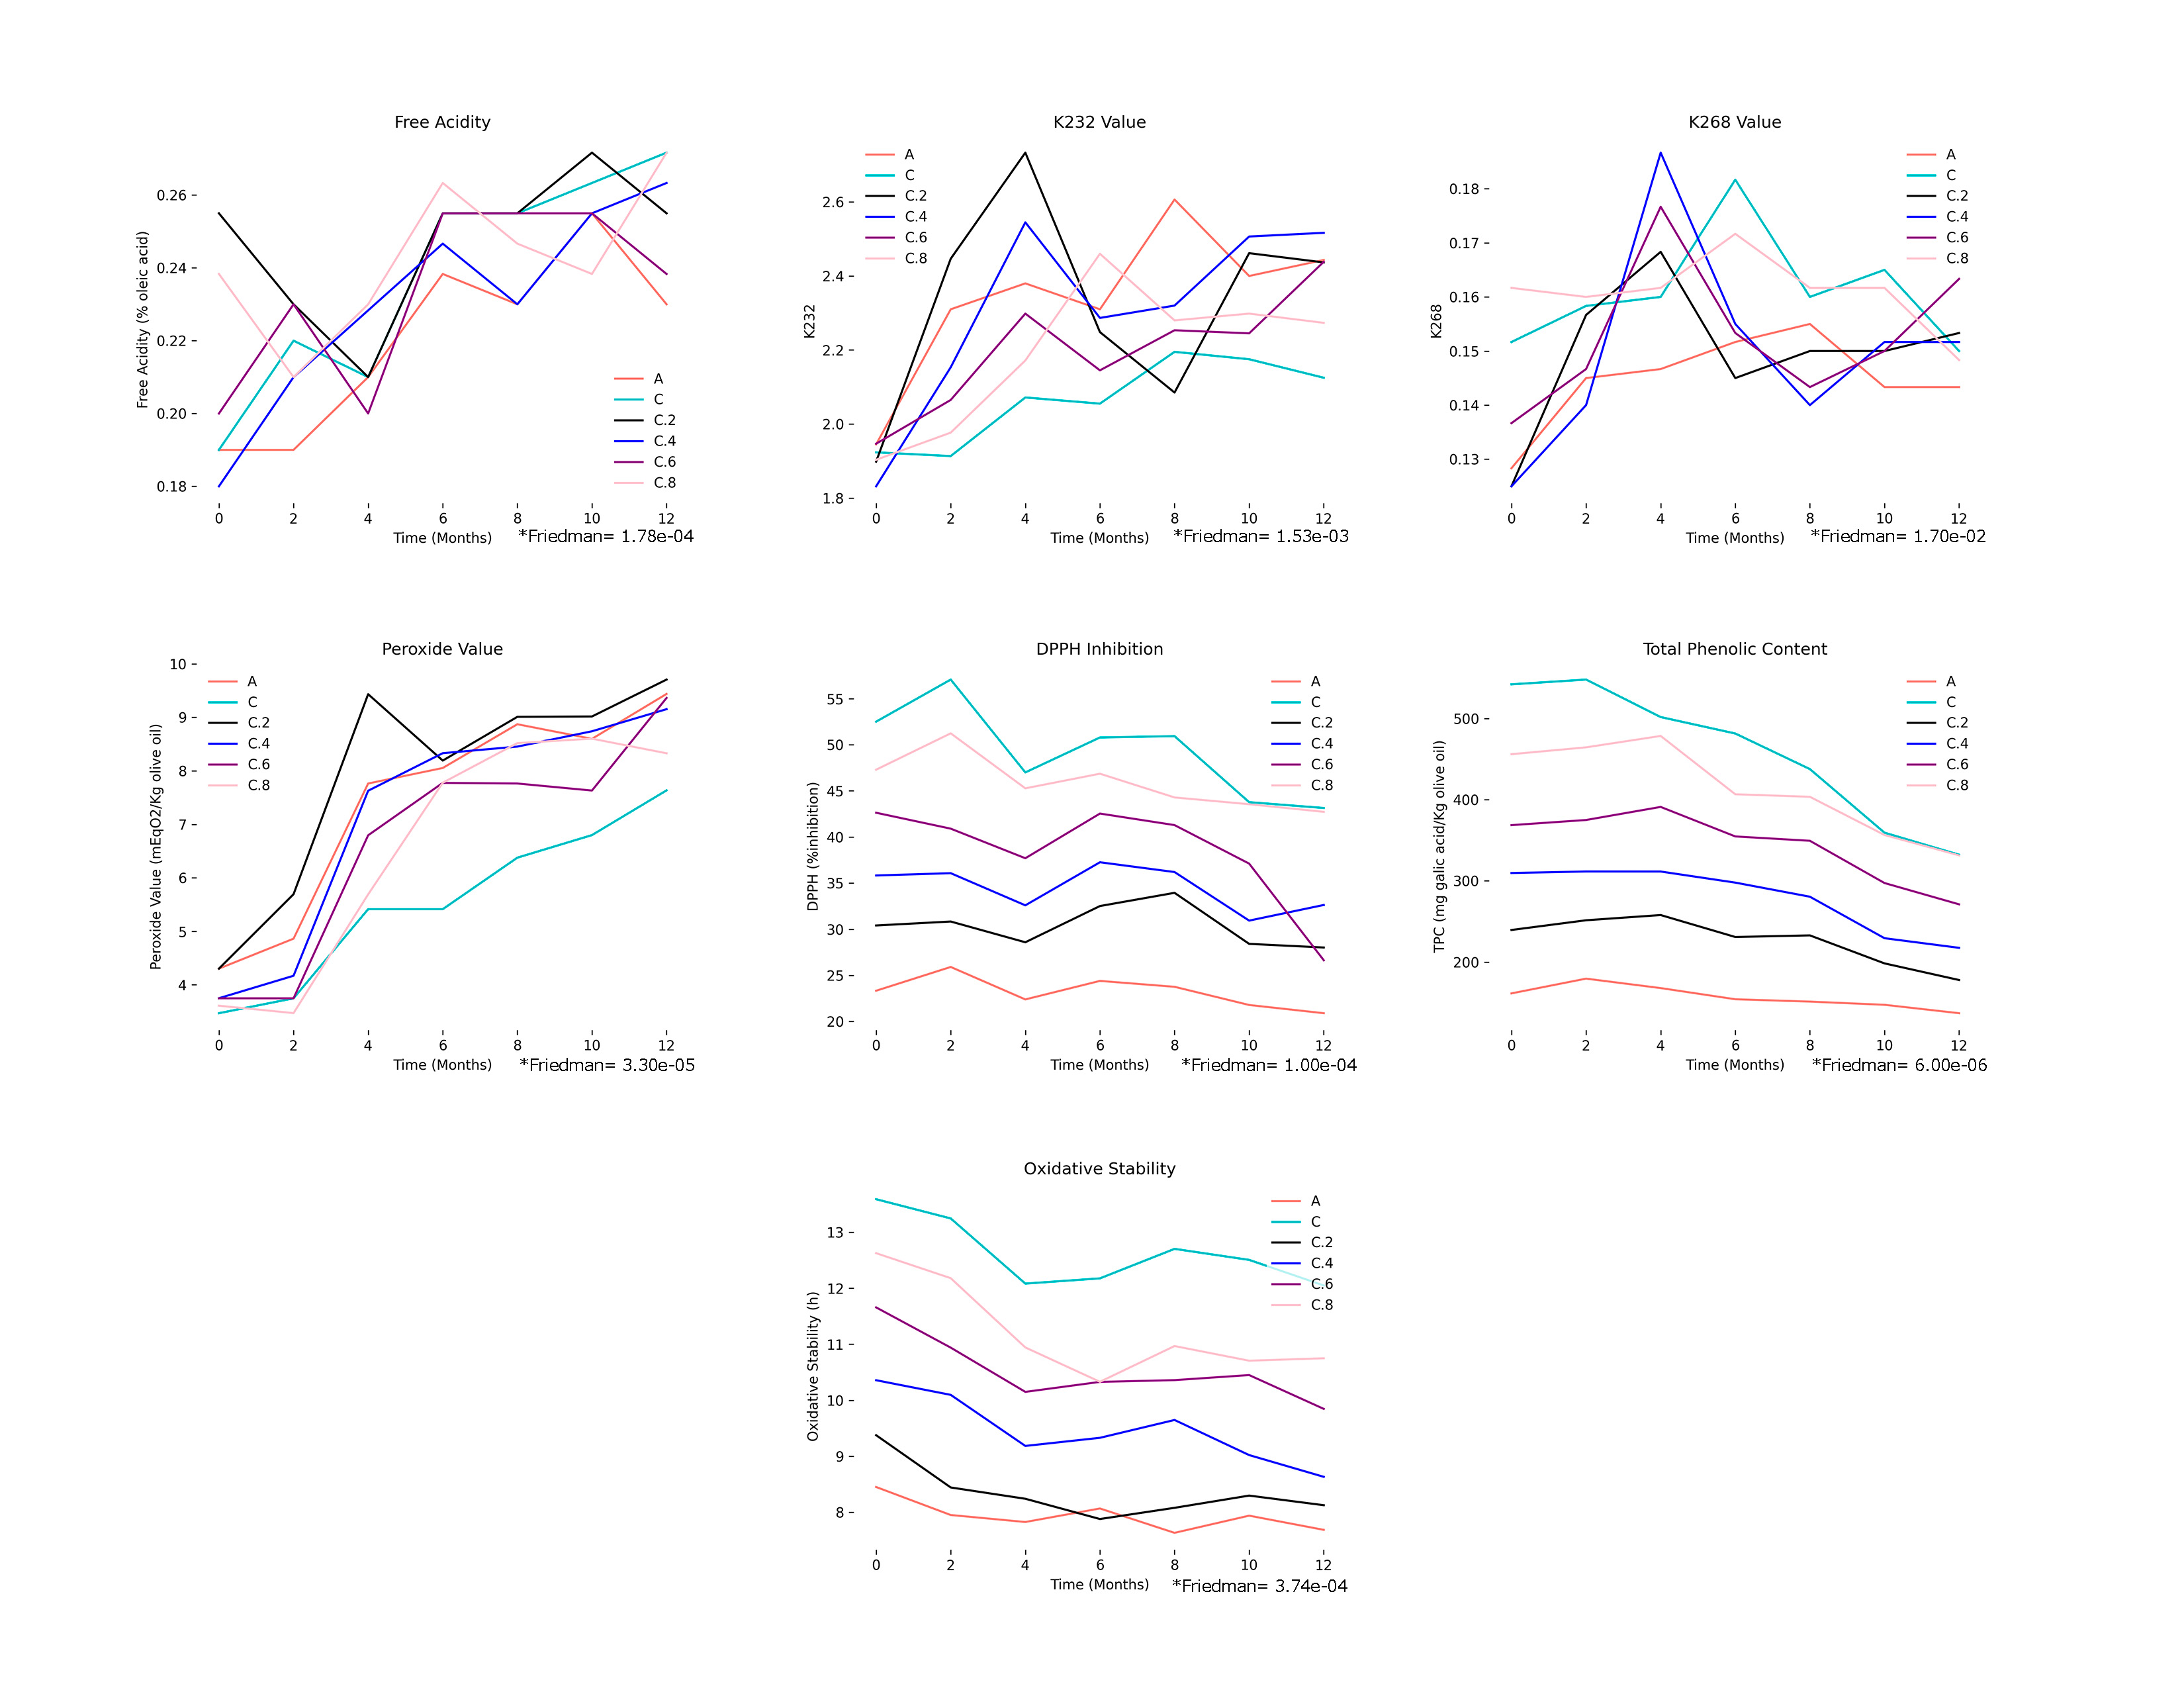 Free Acidity
Free Acidity (% oleic acid)
0.26
0.24
0.22
0.20
0.18
A
C
C.2
C.4
C.6
C.8
0 2 4 6 8 10 12
Time (Months) *Friedman= 1.78e-04
K232 Value
K232
2.6
2.4
2.2
2.0
1.8
A
C
C.2
C.4
C.6
C.8
0 2 4 6 8 10 12
Time (Months) *Friedman= 1.53e-03
K268 Value
K268
0.18
0.17
0.16
0.15
0.14
0.13
A
C
C.2
C.4
C.6
C.8
0 2 4 6 8 10 12
Time (Months) *Friedman= 1.70e-02
Peroxide Value
Peroxide Value (mEqO2/Kg olive oil)
10
9
8
7
6
5
4
A
C
C.2
C.4
C.6
C.8
0 2 4 6 8 10 12
Time (Months) *Friedman= 3.30e-05
DPPH Inhibition
DPPH (%inhibition)
55
50
45
40
35
30
25
20
A
C
C.2
C.4
C.6
C.8
0 2 4 6 8 10 12
Time (Months) *Friedman= 1.00e-04
Total Phenolic Content
TPC (mg galic acid/Kg olive oil)
500
400
300
200
A
C
C.2
C.4
C.6
C.8
0 2 4 6 8 10 12
Time (Months) *Friedman= 6.00e-06
Oxidative Stability
Oxidative Stability (h)
13
12
11
10
9
8
A
C
C.2
C.4
C.6
C.8
0 2 4 6 8 10 12
Time (Months) *Friedman= 3.74e-04